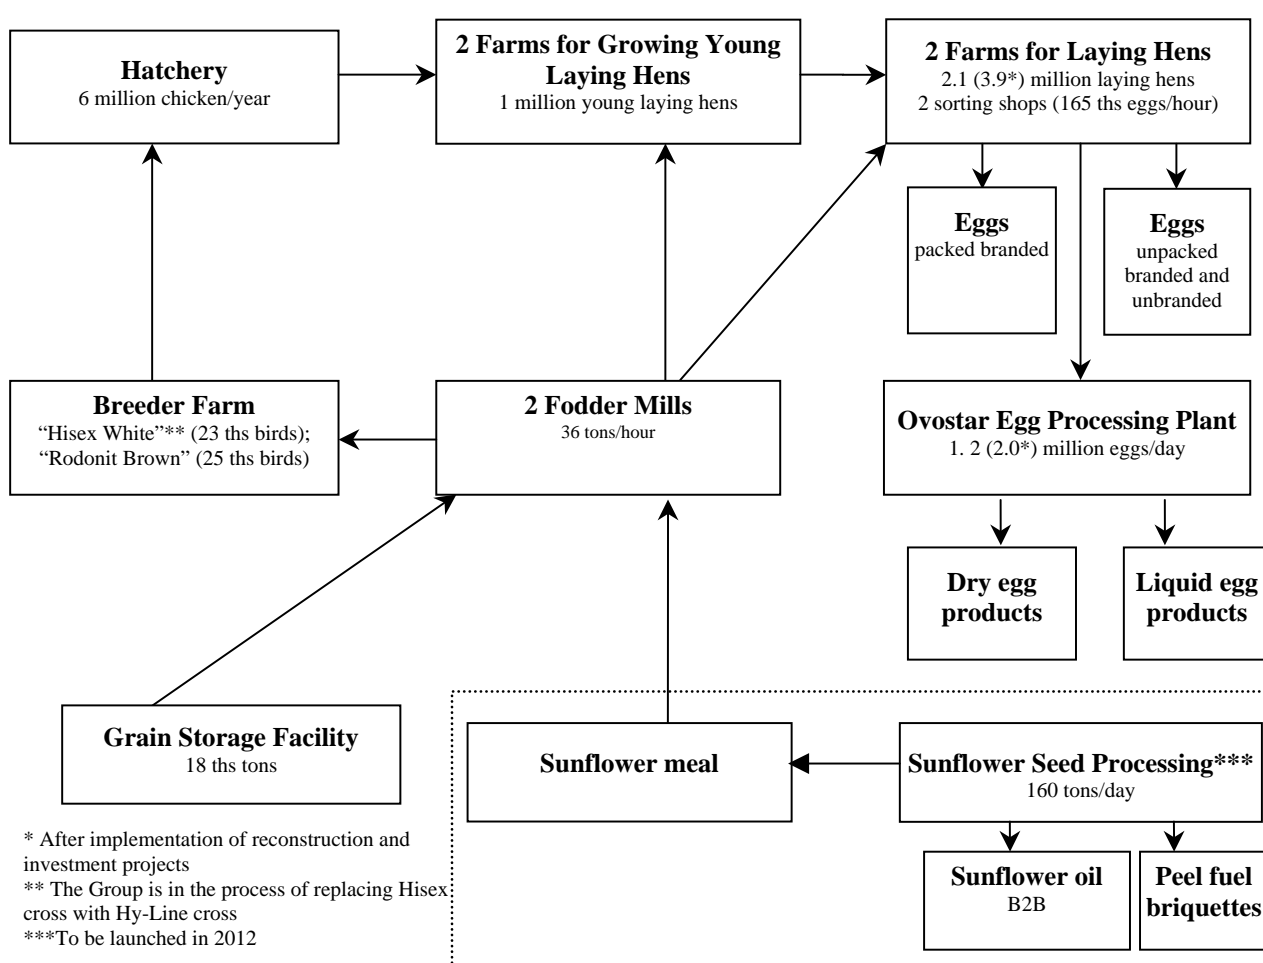 Hatchery
6 million chicken/year
2 Farms for Growing Young
Laying Hens
1 million young laying hens
2 Farms for Laying Hens
2.1 (3.9*) million laying hens
2 sorting shops (165 ths eggs/hour)
Eggs
packed branded
Eggs
unpacked
branded and
unbranded
Breeder Farm
“Hisex White”** (23 ths birds);
“Rodonit Brown” (25 ths birds)
2 Fodder Mills
36 tons/hour
Ovostar Egg Processing Plant
1. 2 (2.0*) million eggs/day
Dry egg
products
Liquid egg
products
Grain Storage Facility
18 ths tons
Sunflower meal
Sunflower Seed Processing***
160 tons/day
Sunflower oil
B2B
Peel fuel
briquettes
* After implementation of reconstruction and
investment projects
** The Group is in the process of replacing Hisex
cross with Hy-Line cross
***To be launched in 2012